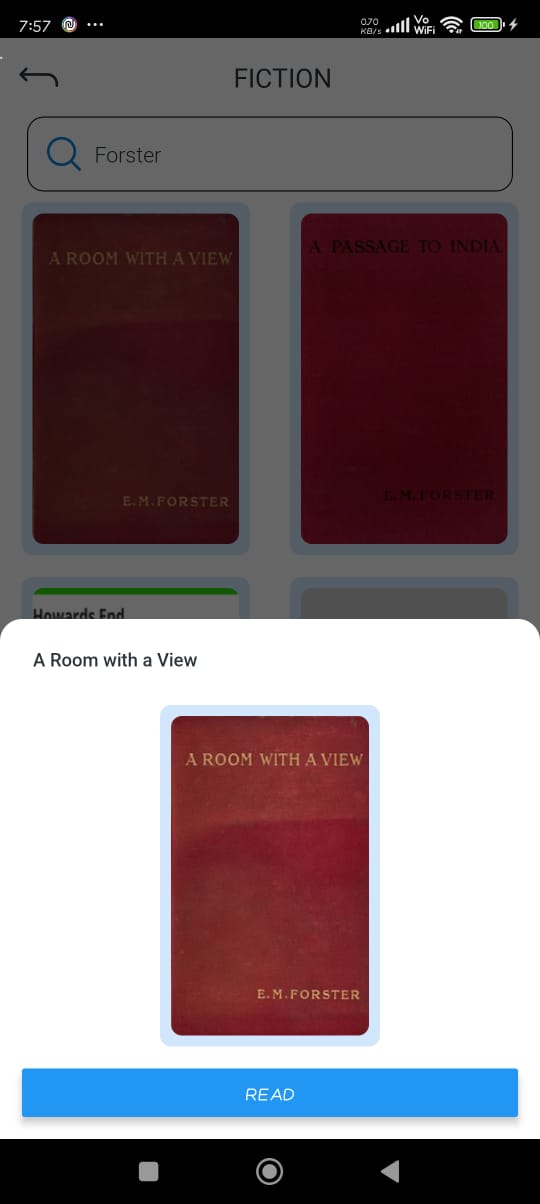 7:57
0.70
KB/s
Vo
WiFi
100
FICTION
Forster
A ROOM WITH A VIEW
E.M.FORSTER
A PASSAGE TO INDIA
E.M.FORSTER
Howards End
A Room with a View
A ROOM WITH A VIEW
E.M.FORSTER
READ